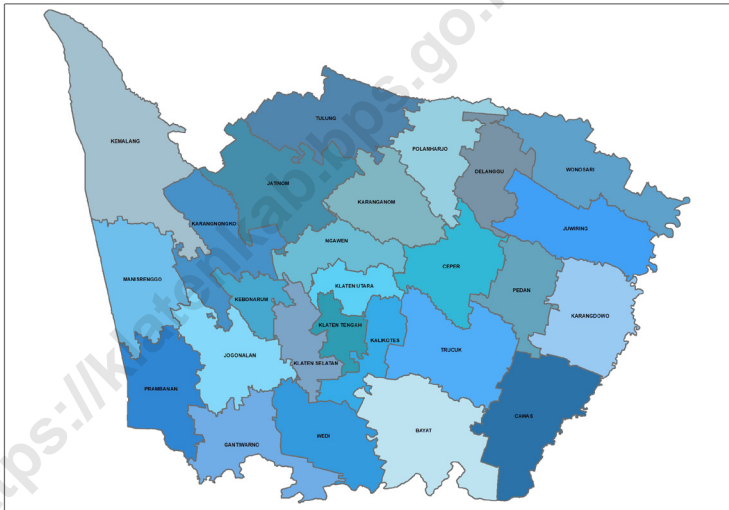 https://klatenkab.bps.go.
KEMALANG
TULUNG
POLANHARJO
DELANGGU
WONOSARI
JATINOM
KARANGANOM
KARANGNONGKO
JUWIRING
NGAWEN
CEPER
MANISRENGGO
KLATEN UTARA
PEDAN
KEBONARUM
KARANGDOWO
KLATEN TENGAH
KALIKOTES
TRUCUK
JOGONALAN
KLATEN SELATAN
PRAMBANAN
CAWAS
BAYAT
GANTIWARNO
WEDI